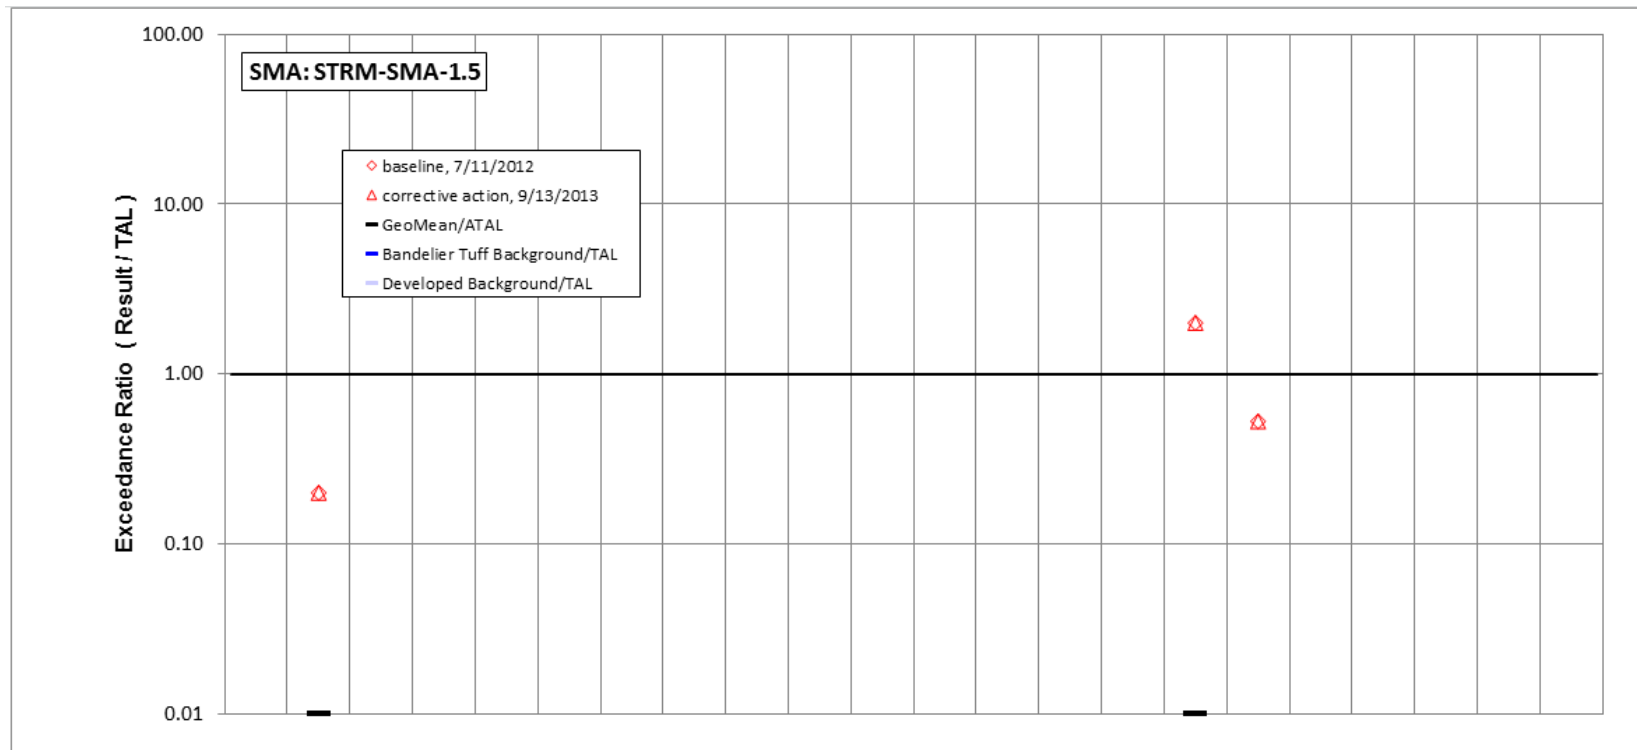 100.00
SMA: STRM-SMA-1.5
baseline, 7/11/2012
corrective action, 9/13/2013
GeoMean/ATAL
Bandelier Tuff Background/TAL
Developed Background/TAL
10.00
1.00
0.10
0.01
Exceedance Ratio ( Result / TAL )